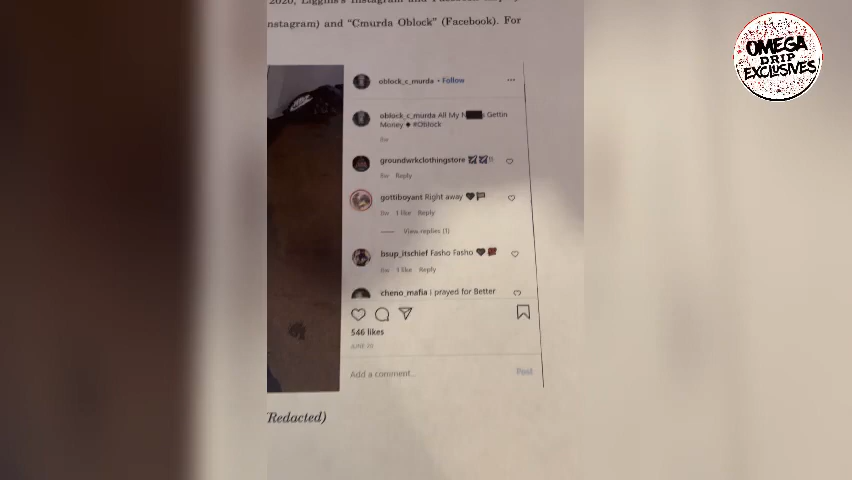 2020, Liggins's Instagram and Facebook
nstagram) and "Cmurda Oblock" (Facebook). For
oblock_c_murda • Follow
oblock_c_murda All My N s Gettin
Money #Oblock
groundwrkclothingstore
Reply
gottiboyant Right away
1 like Reply
View replies (1)
bsup_itschief Fasho Fasho
1 like Reply
cheno_mafia I prayed for Better
546 likes
JUNE
Add a comment...
Post
(Redacted)
OMEGA
DRIP
EXCLUSIVES